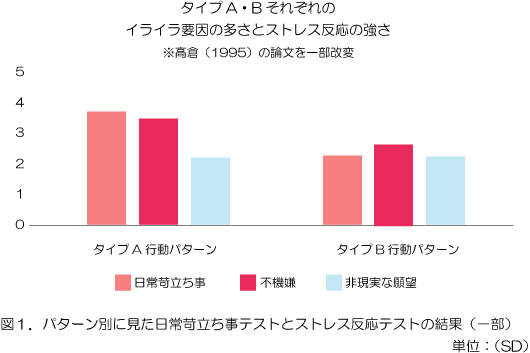 タイプA・Bそれぞれの
イライラ要因の多さとストレス反応の強さ
※高倉（1995）の論文を一部改変
5
4
3
2
1
0
タイプA行動パターン タイプB行動パターン
日常苛立ち事 不機嫌 非現実な願望
図1．パターン別に見た日常苛立ち事テストとストレス反応テストの結果（一部）
単位：（SD）